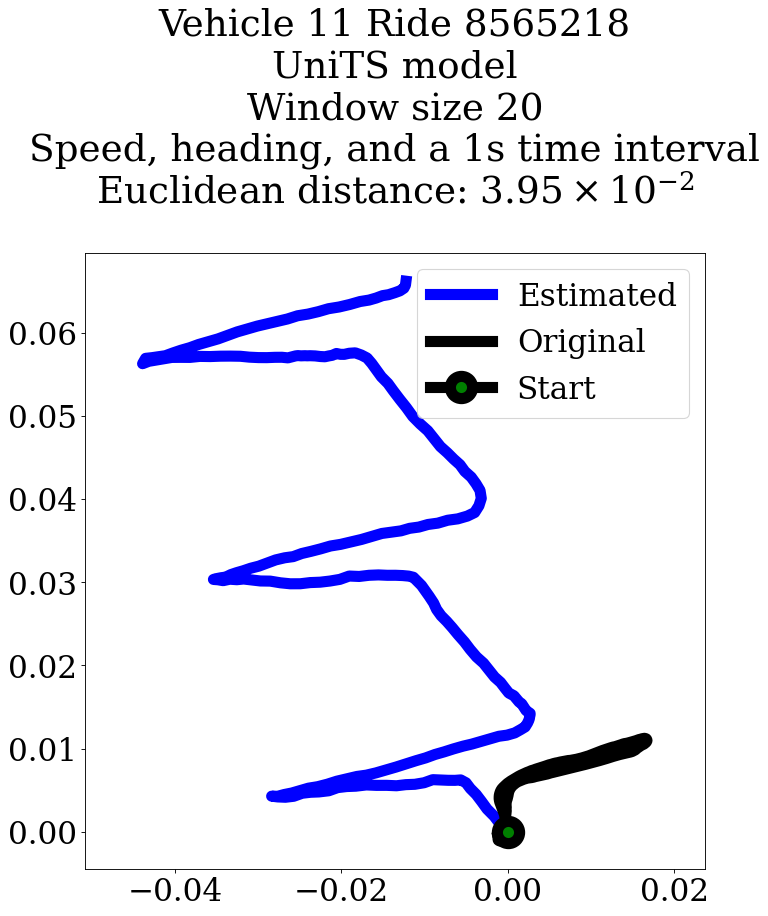 Vehicle 11 Ride 8565218
UniTS model
Window size 20
Speed, heading, and a 1s time interval
Euclidean distance: 3.95 × 10⁻²
Estimated
Original
Start
0.06
0.05
0.04
0.03
0.02
0.01
0.00
−0.04 −0.02 0.00 0.02